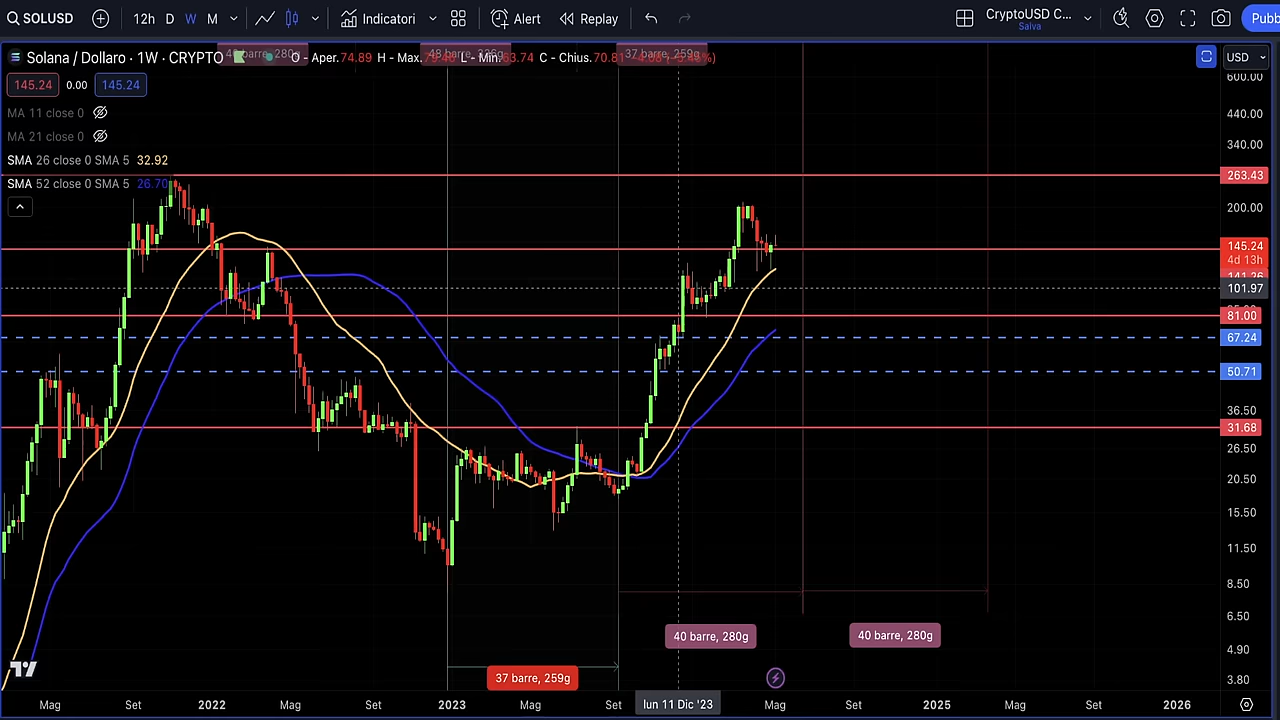 SOLUSD 12h D W M Indicatori Alert Replay CryptoUSD C... Pubb
Salva
Solana / Dollaro · 1W · CRYPTO O - Aper.74.89 H - Max. L - Min.63.74 C - Chius.70.81
37 barre, 259g
USD
145.24 0.00 145.24
MA 11 close 0
MA 21 close 0
SMA 26 close 0 SMA 5 32.92
SMA 52 close 0 SMA 5 26.70
600.00
440.00
340.00
263.43
200.00
145.24
4d 13h
101.97
81.00
67.24
50.71
36.50
31.68
26.50
20.50
15.50
11.50
8.50
6.50
4.90
3.80
40 barre, 280g 40 barre, 280g
37 barre, 259g
Mag Set 2022 Mag Set 2023 Mag Set lun 11 Dic '23 Mag Set 2025 Mag Set 2026